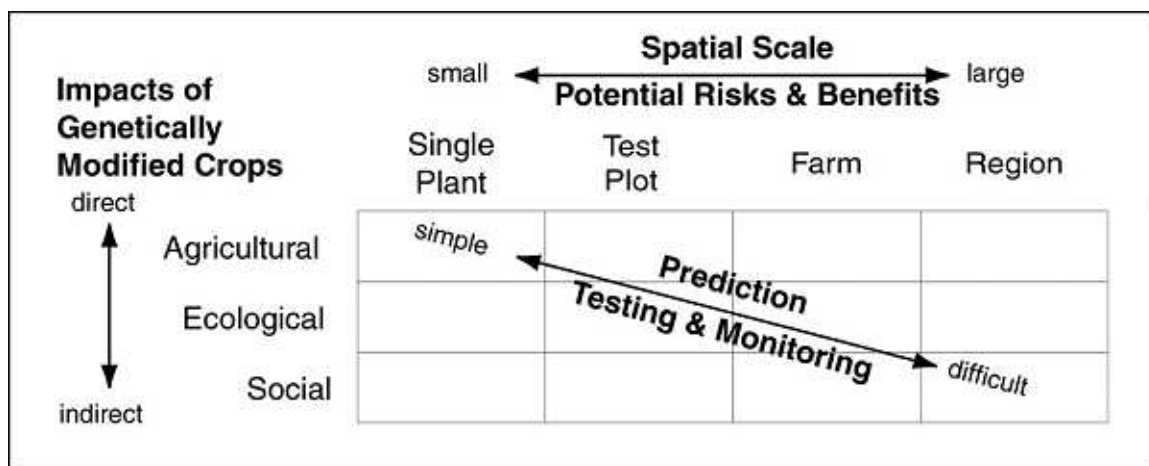 Spatial Scale
small
large
Potential Risks & Benefits
Impacts of
Genetically
Modified Crops
Single
Plant
Test
Plot
Farm
Region
direct
Agricultural
Ecological
Social
indirect
simple
Prediction
Testing & Monitoring
difficult